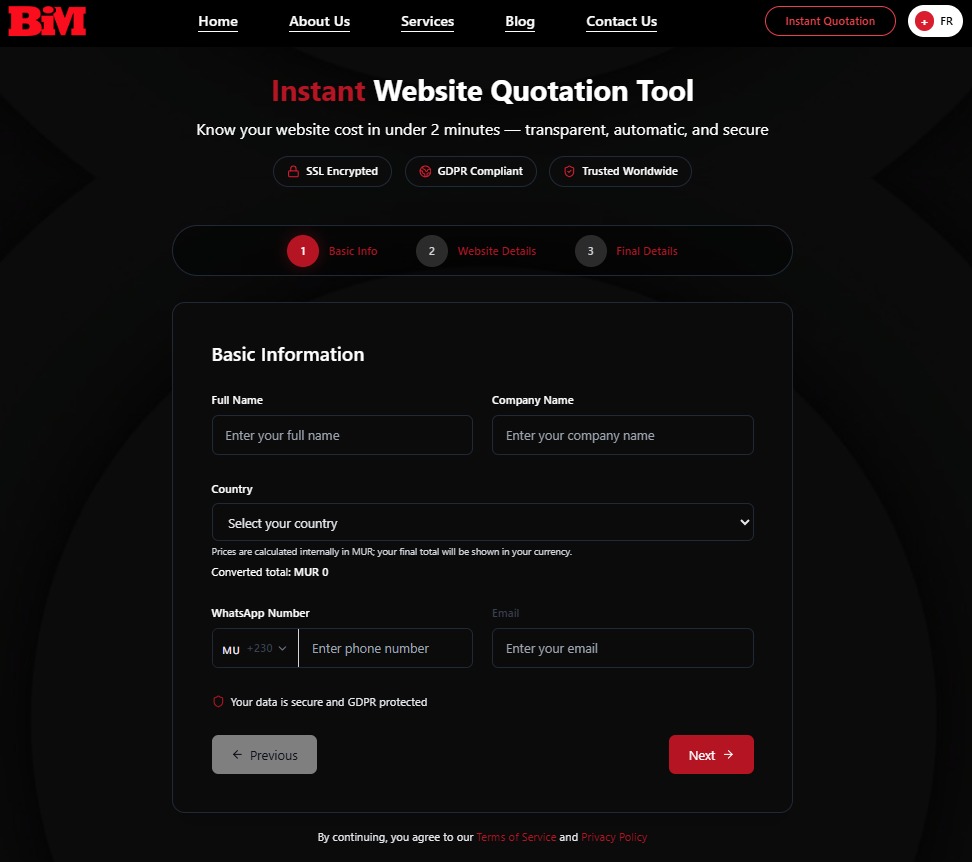 BiM
Home About Us Services Blog Contact Us Instant Quotation FR
Instant Website Quotation Tool
Know your website cost in under 2 minutes — transparent, automatic, and secure
SSL Encrypted GDPR Compliant Trusted Worldwide
1 Basic Info 2 Website Details 3 Final Details
Basic Information
Full Name Company Name
Enter your full name Enter your company name
Country
Select your country
Prices are calculated internally in MUR; your final total will be shown in your currency.
Converted total: MUR 0
WhatsApp Number Email
MU +230 Enter phone number Enter your email
Your data is secure and GDPR protected
← Previous Next →
By continuing, you agree to our Terms of Service and Privacy Policy